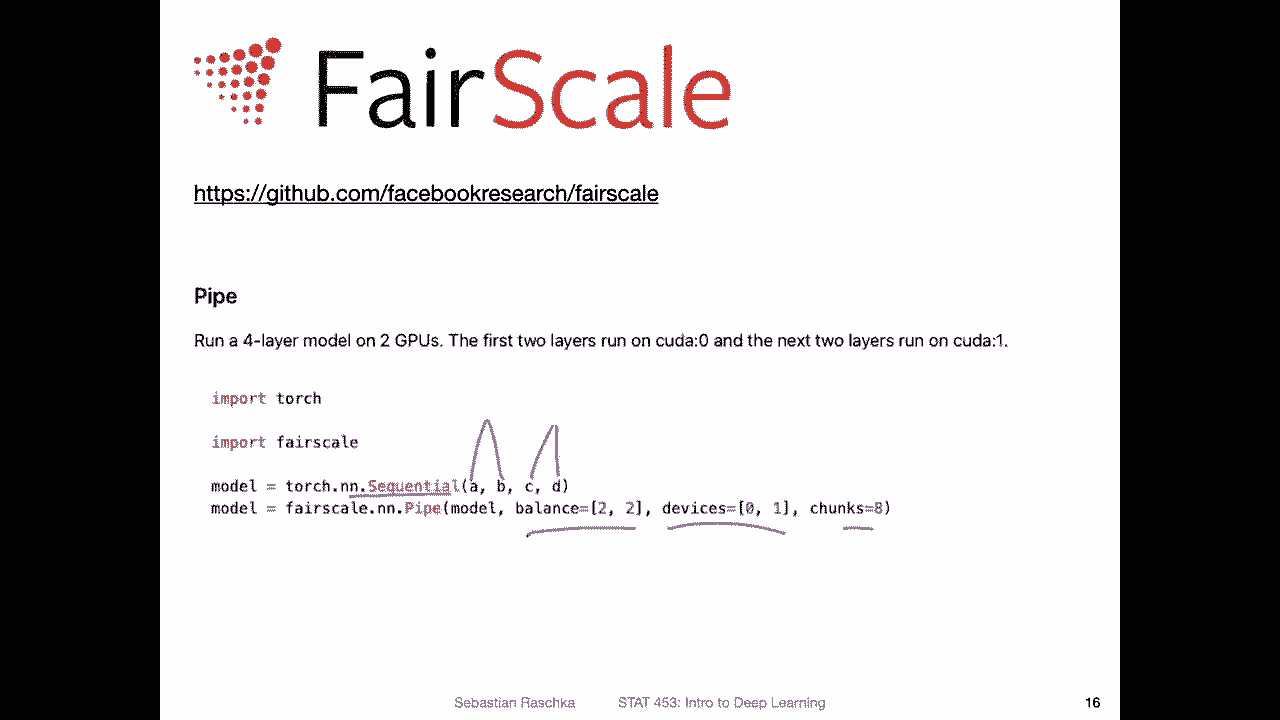 FairScale
https://github.com/facebookresearch/fairscale
Pipe
Run a 4-layer model on 2 GPUs. The first two layers run on cuda:0 and the next two layers run on cuda:1.
import torch
import fairscale
model = torch.nn.Sequential(a, b, c, d)
model = fairscale.nn.Pipe(model, balance=[2, 2], devices=[0, 1], chunks=8)
Sebastian Raschka STAT 453: Intro to Deep Learning 16